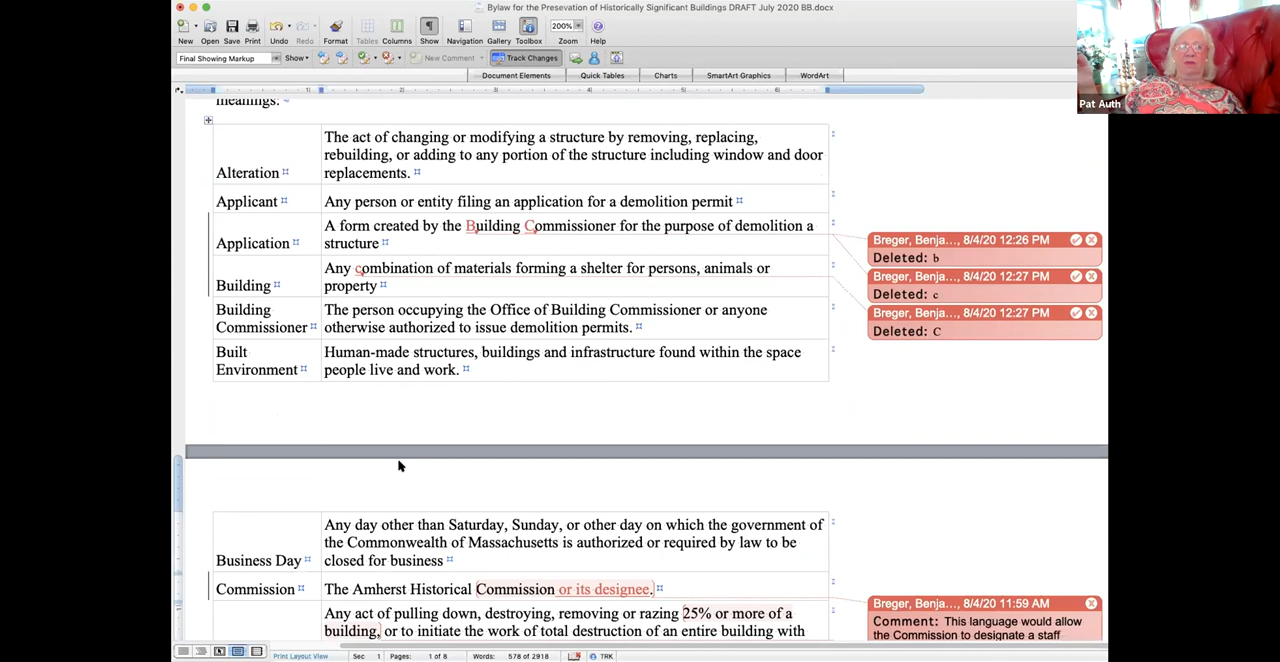 Bylaw for the Presevation of Historically Significant Buildings DRAFT July 2020 BB.docx
200%
New Open Save Print Undo Redo Format Tables Columns Show Navigation Gallery Toolbox Zoom Help
Final Showing Markup Show New Comment Track Changes
Document Elements Quick Tables Charts SmartArt Graphics WordArt
Pat Auth
meanings.
Alteration
The act of changing or modifying a structure by removing, replacing,
rebuilding, or adding to any portion of the structure including window and door
replacements.
Applicant
Any person or entity filing an application for a demolition permit
Application
A form created by the Building Commissioner for the purpose of demolition a
structure
Building
Any combination of materials forming a shelter for persons, animals or
property
Building
Commissioner
The person occupying the Office of Building Commissioner or anyone
otherwise authorized to issue demolition permits.
Built
Environment
Human-made structures, buildings and infrastructure found within the space
people live and work.
Breger, Benja…, 8/4/20 12:26 PM
Deleted: b
Breger, Benja…, 8/4/20 12:27 PM
Deleted: c
Breger, Benja…, 8/4/20 12:27 PM
Deleted: C
Business Day
Any day other than Saturday, Sunday, or other day on which the government of
the Commonwealth of Massachusetts is authorized or required by law to be
closed for business
Commission
The Amherst Historical Commission or its designee.
Any act of pulling down, destroying, removing or razing 25% or more of a
building, or to initiate the work of total destruction of an entire building with
Breger, Benja…, 8/4/20 11:59 AM
Comment: This language would allow
the Commission to designate a staff
Print Layout View Sec 1 Pages: 1 of 8 Words: 578 of 2918 TRK